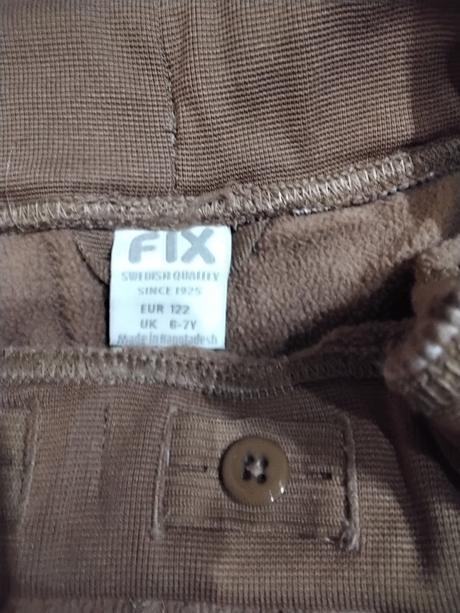 FIX
SWEDISH QUALITY
SINCE 1925
EUR 122
UK 6-7Y
Made in Bangladesh